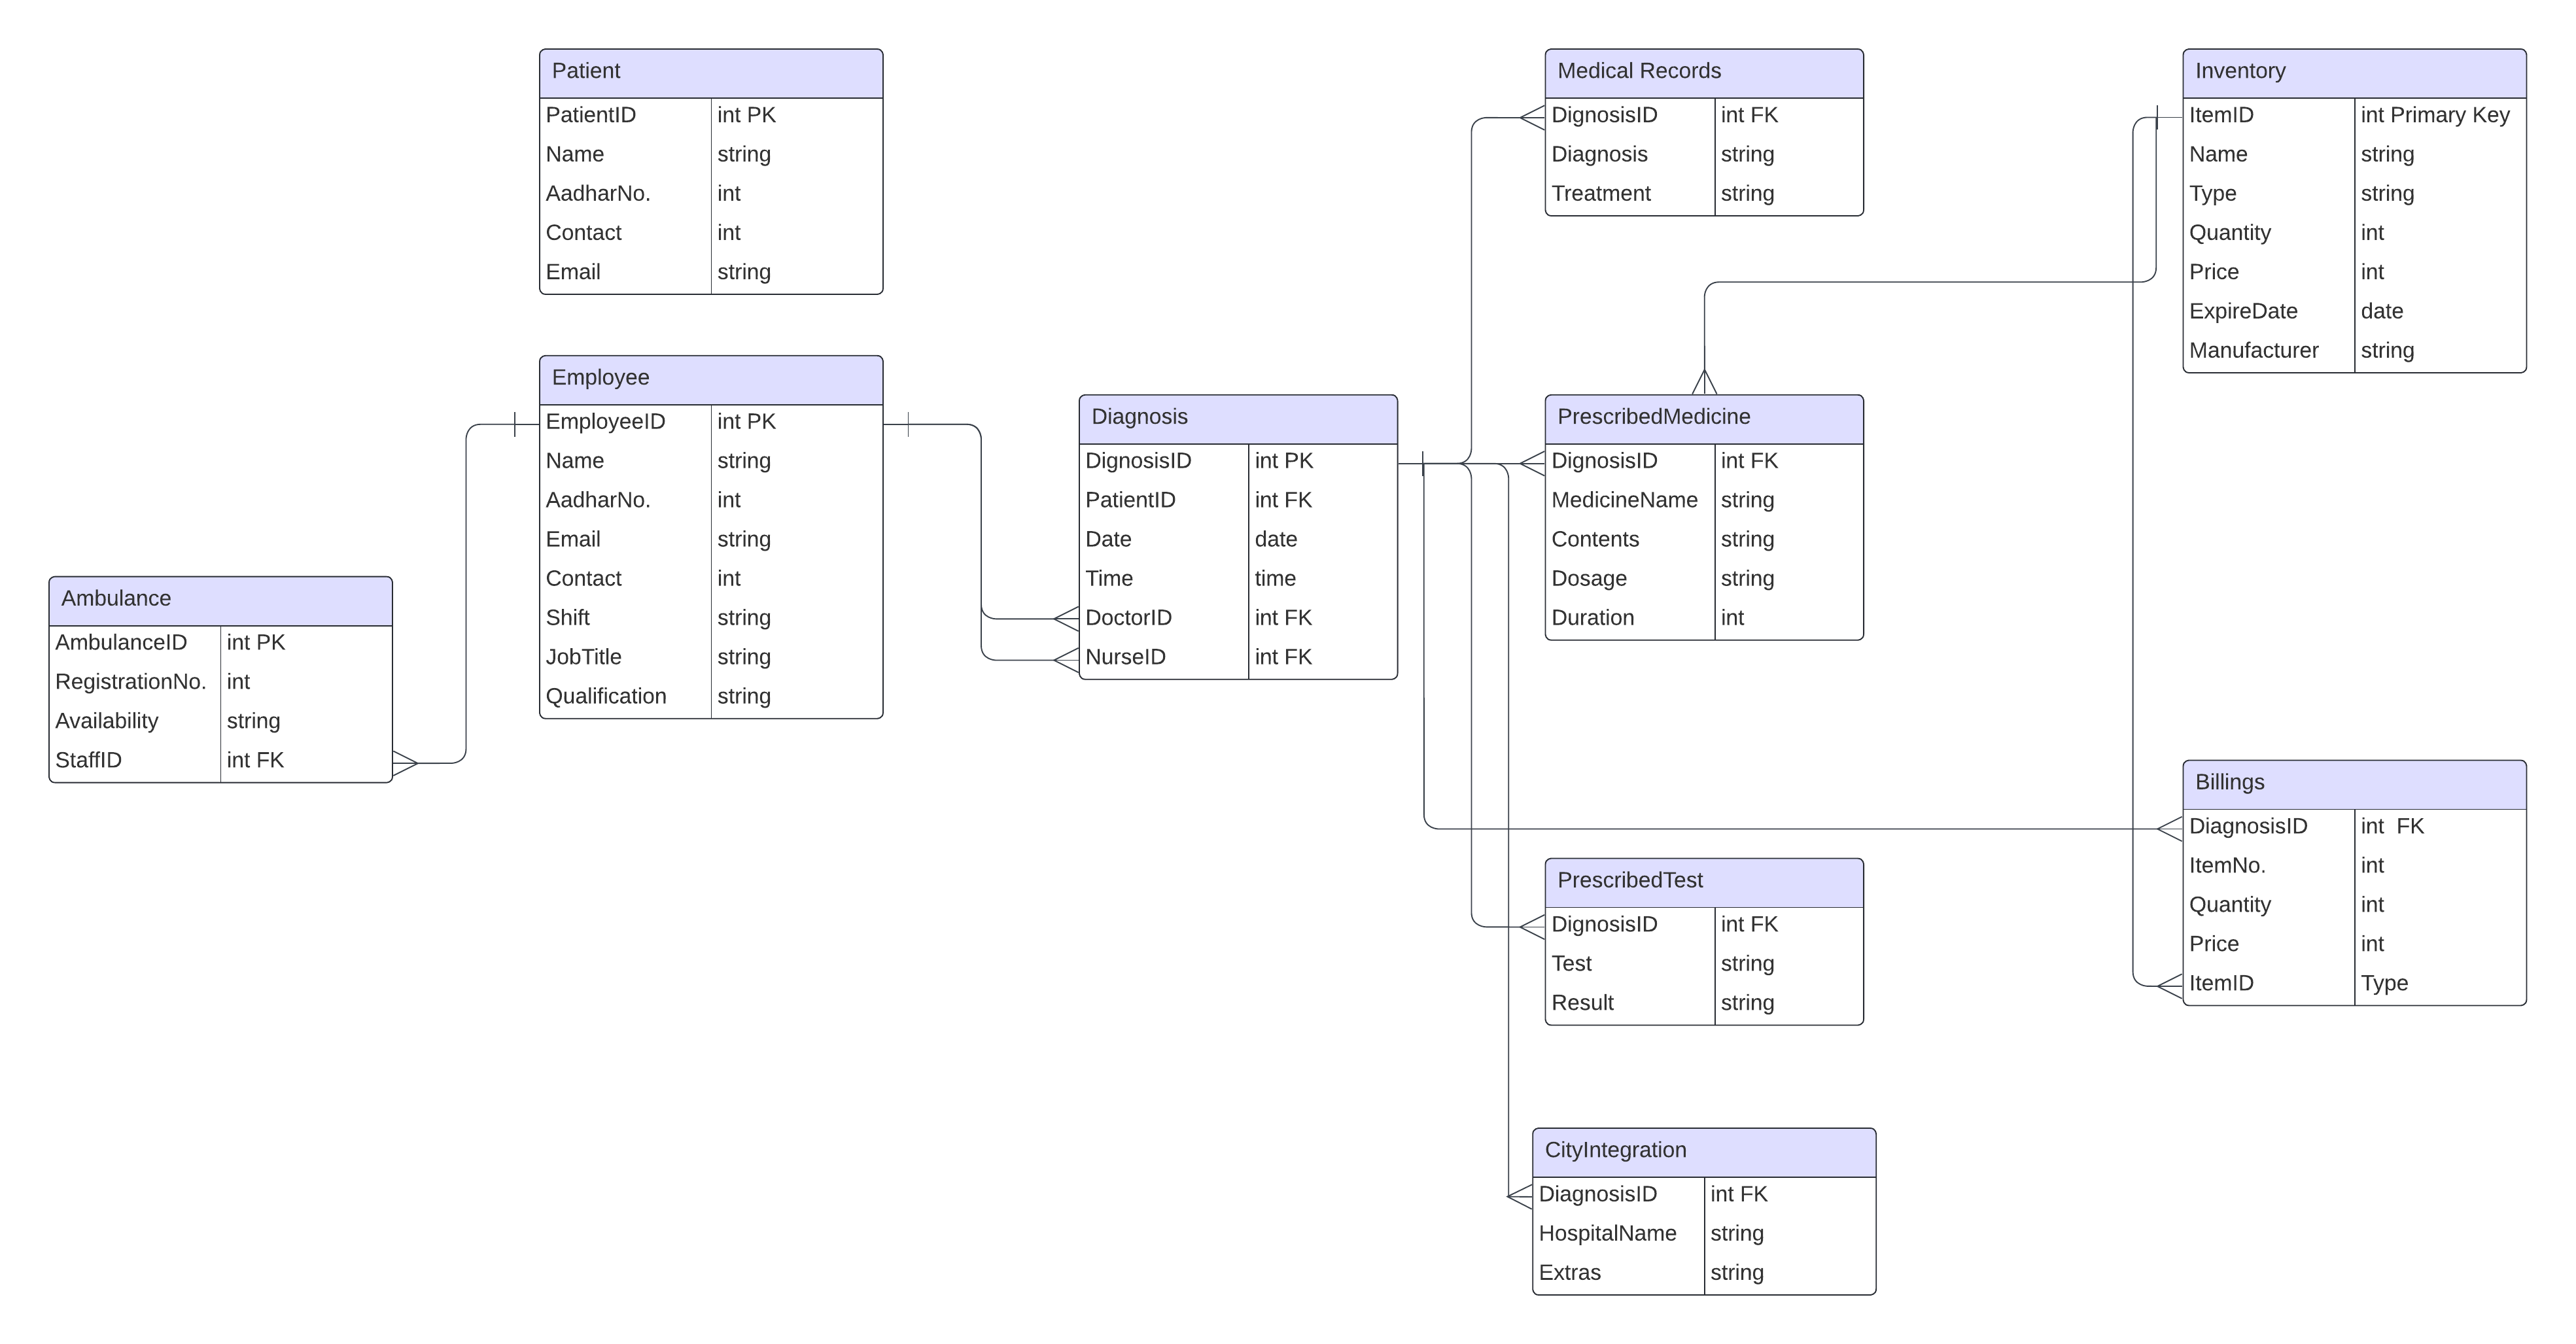 Patient
PatientID int PK
Name string
AadharNo. int
Contact int
Email string
Employee
EmployeeID int PK
Name string
AadharNo. int
Email string
Contact int
Shift string
JobTitle string
Qualification string
Ambulance
AmbulanceID int PK
RegistrationNo. int
Availability string
StaffID int FK
Diagnosis
DignosisID int PK
PatientID int FK
Date date
Time time
DoctorID int FK
NurseID int FK
Medical Records
DignosisID int FK
Diagnosis string
Treatment string
PrescribedMedicine
DignosisID int FK
MedicineName string
Contents string
Dosage string
Duration int
PrescribedTest
DignosisID int FK
Test string
Result string
CityIntegration
DiagnosisID int FK
HospitalName string
Extras string
Inventory
ItemID int Primary Key
Name string
Type string
Quantity int
Price int
ExpireDate date
Manufacturer string
Billings
DiagnosisID int  FK
ItemNo. int
Quantity int
Price int
ItemID Type